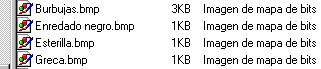 Burbujas.bmp 3KB Imagen de mapa de bits
Enredado negro.bmp 1KB Imagen de mapa de bits
Esterilla.bmp 1KB Imagen de mapa de bits
Greca.bmp 1KB Imagen de mapa de bits